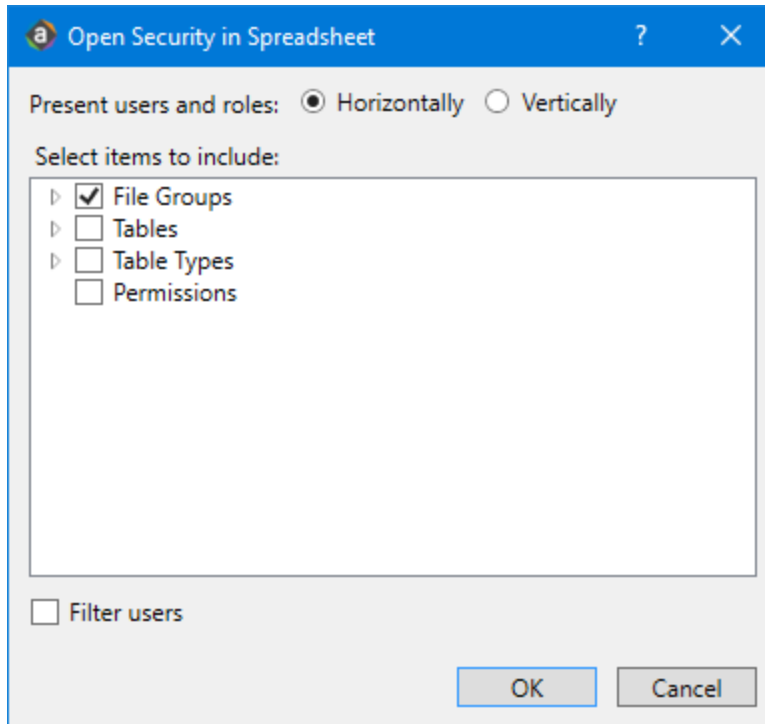 Open Security in Spreadsheet
Present users and roles: Horizontally Vertically
Select items to include:
File Groups
Tables
Table Types
Permissions
Filter users
OK Cancel